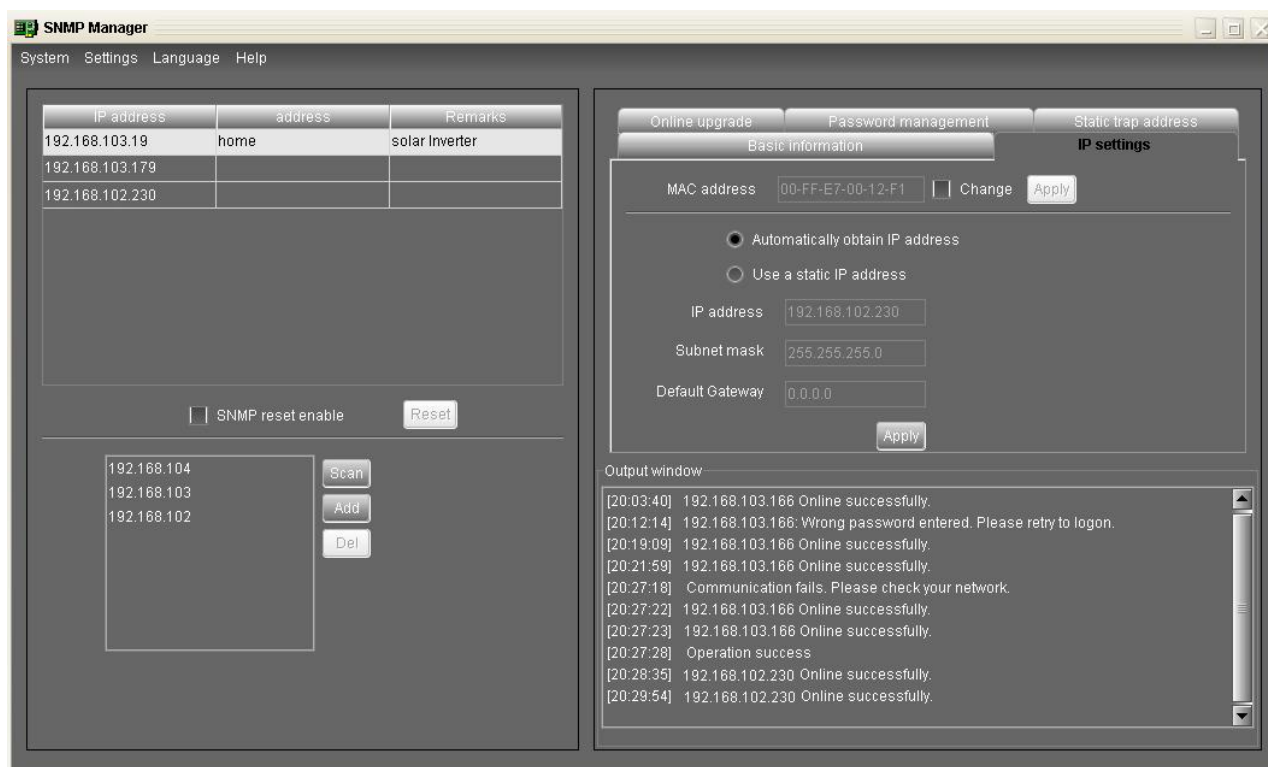 SNMP Manager
System Settings Language Help
IP address address Remarks
192.168.103.19 home solar Inverter
192.168.103.179
192.168.102.230
SNMP reset enable Reset
192.168.104
192.168.103
192.168.102
Scan
Add
Del
Online upgrade Password management Static trap address
Basic information IP settings
MAC address 00-FF-E7-00-12-F1 Change Apply
Automatically obtain IP address
Use a static IP address
IP address 192.168.102.230
Subnet mask 255.255.255.0
Default Gateway 0.0.0.0
Apply
Output window
[20:03:40] 192.168.103.166 Online successfully.
[20:12:14] 192.168.103.166: Wrong password entered. Please retry to logon.
[20:19:09] 192.168.103.166 Online successfully.
[20:21:59] 192.168.103.166 Online successfully.
[20:27:18] Communication fails. Please check your network.
[20:27:22] 192.168.103.166 Online successfully.
[20:27:23] 192.168.103.166 Online successfully.
[20:27:28] Operation success
[20:28:35] 192.168.102.230 Online successfully.
[20:29:54] 192.168.102.230 Online successfully.